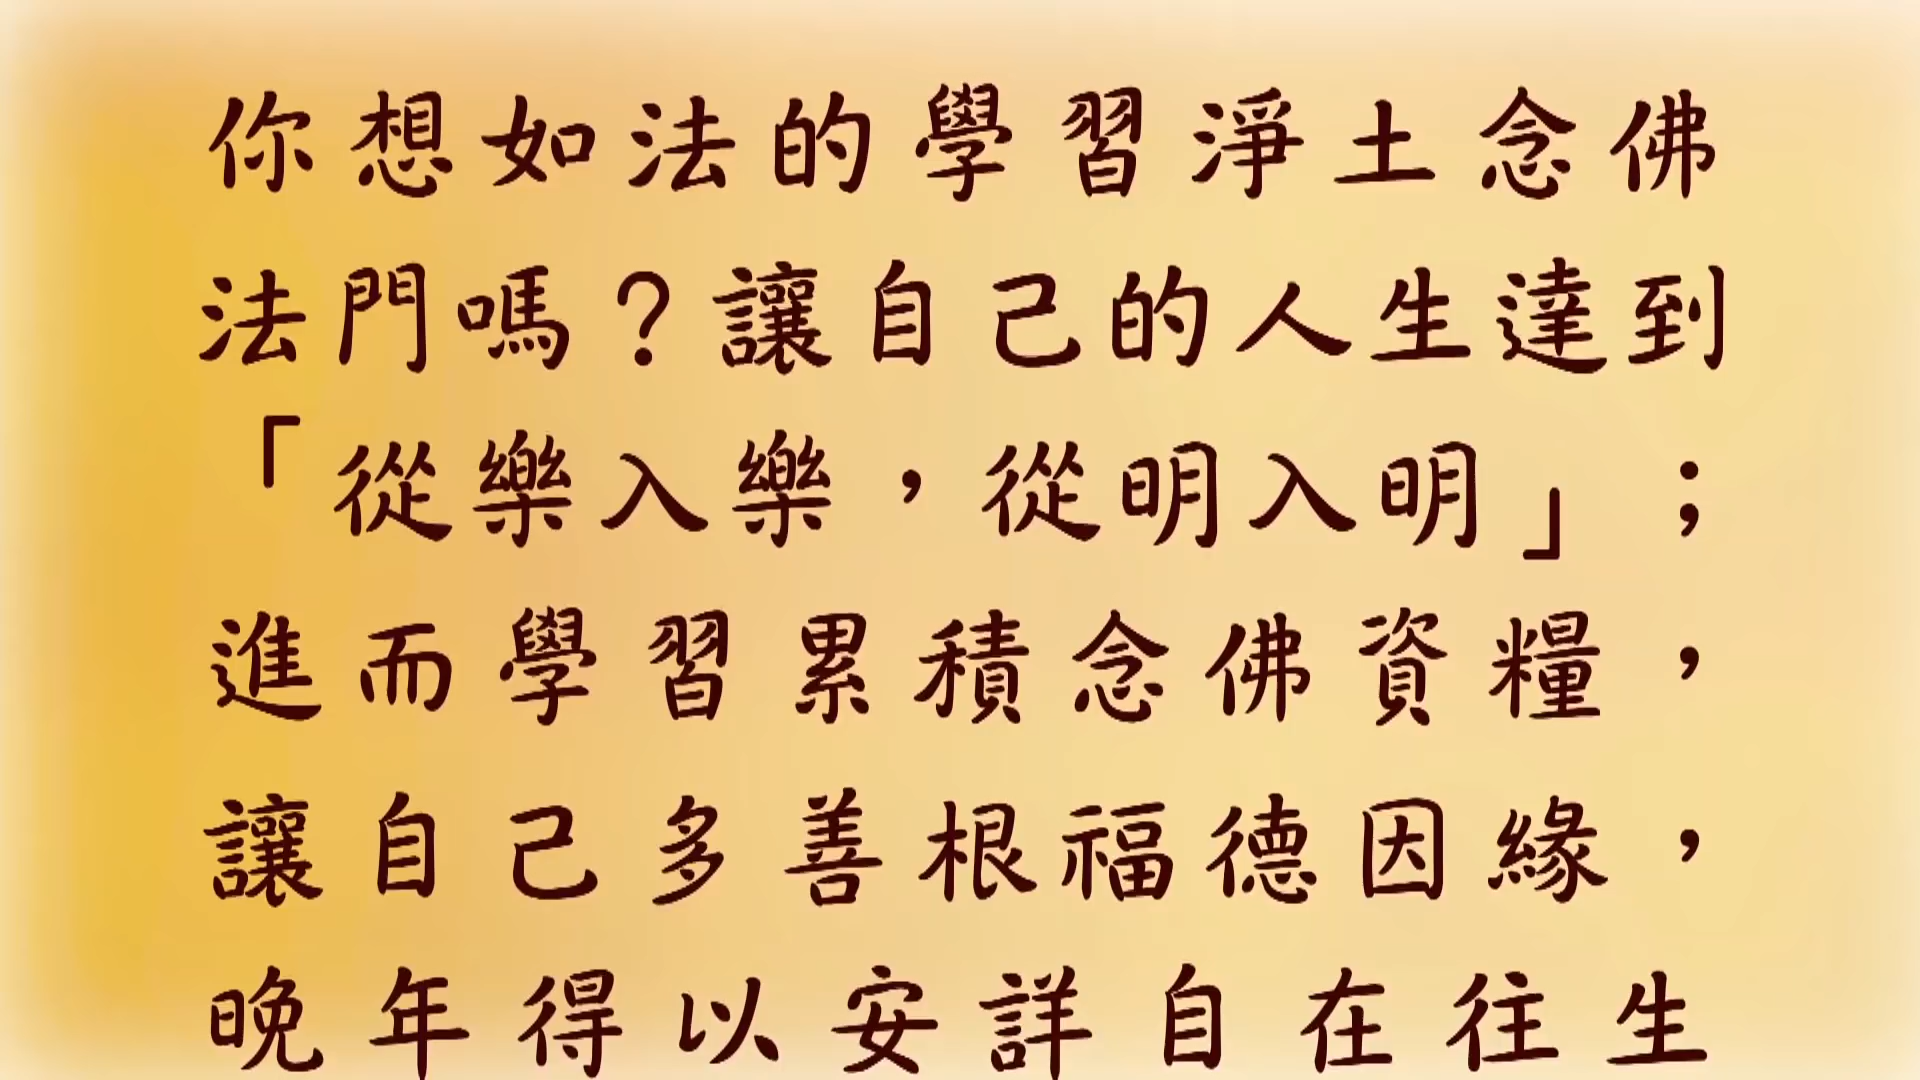 你想如法的學習淨土念佛
法門嗎？讓自己的人生達到
「從樂入樂，從明入明」；
進而學習累積念佛資糧，
讓自己多善根福德因緣，
晚年得以安詳自在往生